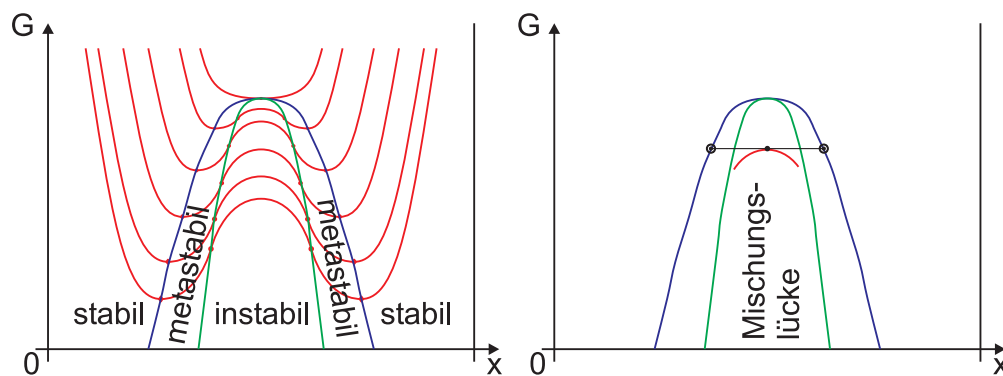 G
metastabil
metastabil
stabil
instabil
stabil
0
x
G
Mischungs-
lücke
0
x